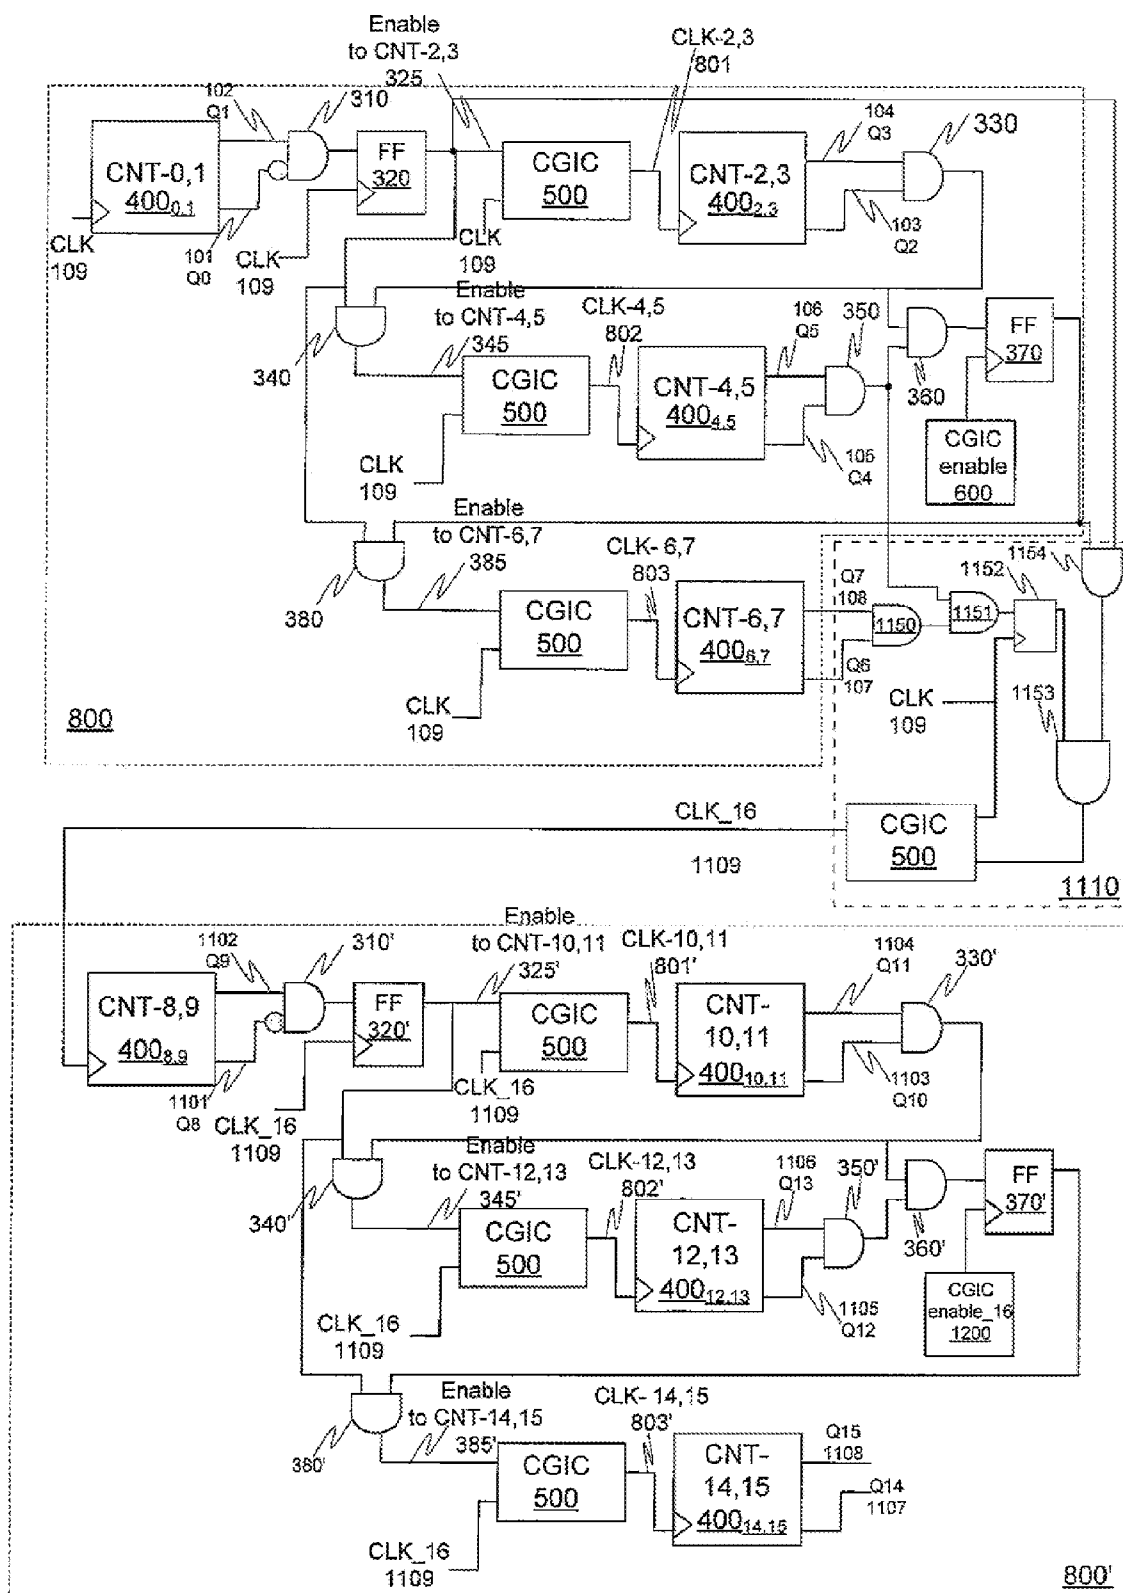 Enable
to CNT-2,3
325
CLK-2,3
801
102
Q1
310
CNT-0,1
400 0,1
FF
320
CGIC
500
CNT-2,3
400 2,3
104
Q3
330
CLK
109
101
Q0
CLK
109
CLK
109
103
Q2
Enable
to CNT-4,5
345
CLK-4,5
802
106
Q5
350
FF
370
340
CGIC
500
CNT-4,5
400 4,5
360
CLK
109
105
Q4
CGIC
enable
600
Enable
to CNT-6,7
385
CLK- 6,7
803
1154
1152
380
CGIC
500
CNT-6,7
400 6,7
Q7
108
1150
1151
Q6
107
CLK
109
CLK
109
1153
800
CLK_16
1109
CGIC
500
1110
Enable
to CNT-10,11
325'
CLK-10,11
801'
1102
Q9
310'
1104
Q11
330'
CNT-8,9
400 8,9
FF
320'
CGIC
500
CNT-
10,11
400 10,11
1101
Q8
CLK_16
1109
CLK_16
1109
1103
Q10
Enable
to CNT-12,13
345'
CLK-12,13
802'
1106
Q13
350'
FF
370'
340'
CGIC
500
CNT-
12,13
400 12,13
360'
CLK_16
1109
1105
Q12
CGIC
enable_16
1200
Enable
to CNT-14,15
385'
CLK- 14,15
803'
380'
CGIC
500
CNT-
14,15
400 14,15
Q15
1108
Q14
1107
CLK_16
1109
800'